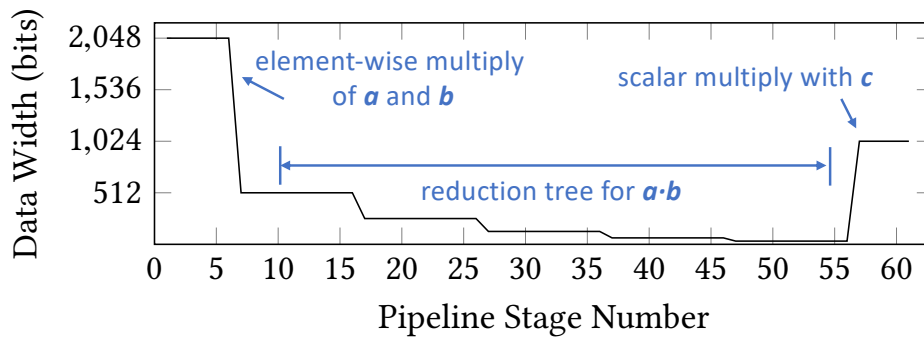 Data Width (bits)
2,048
1,536
1,024
512
element-wise multiply
of a and b
scalar multiply with c
reduction tree for a·b
0 5 10 15 20 25 30 35 40 45 50 55 60
Pipeline Stage Number